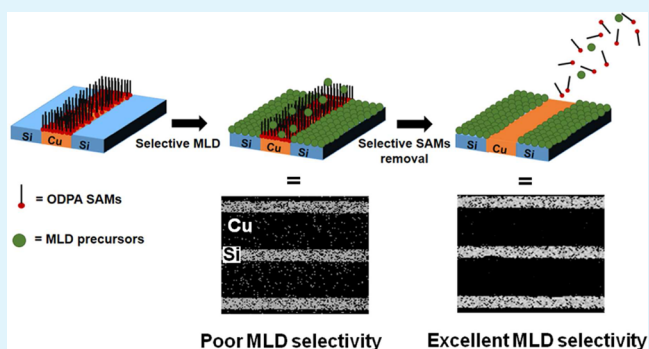 Si
Cu
Si
Selective MLD
Si
Cu
Si
Selective SAMs
removal
Si
Cu
Si
= ODPA SAMs
= MLD precursors
=
=
Cu
Si
Poor MLD selectivity
Excellent MLD selectivity